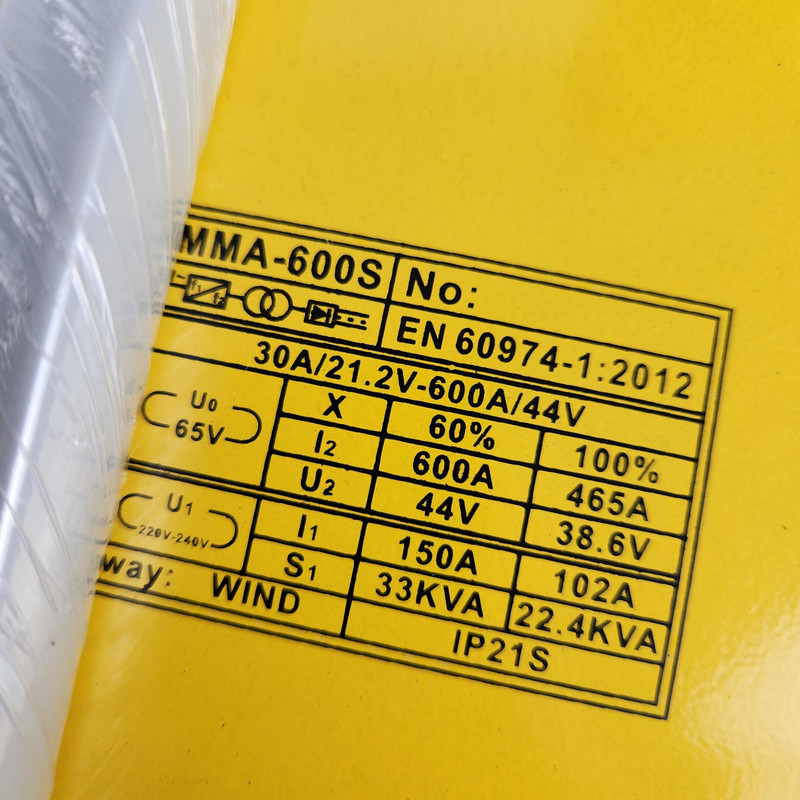 MMA-600S No:
EN 60974-1:2012
30A/21.2V-600A/44V
X 60% 100%
U0 65V
I2 600A 465A
U2 44V 38.6V
U1 220V-240V
I1 150A 102A
S1 33KVA 22.4KVA
way: WIND IP21S